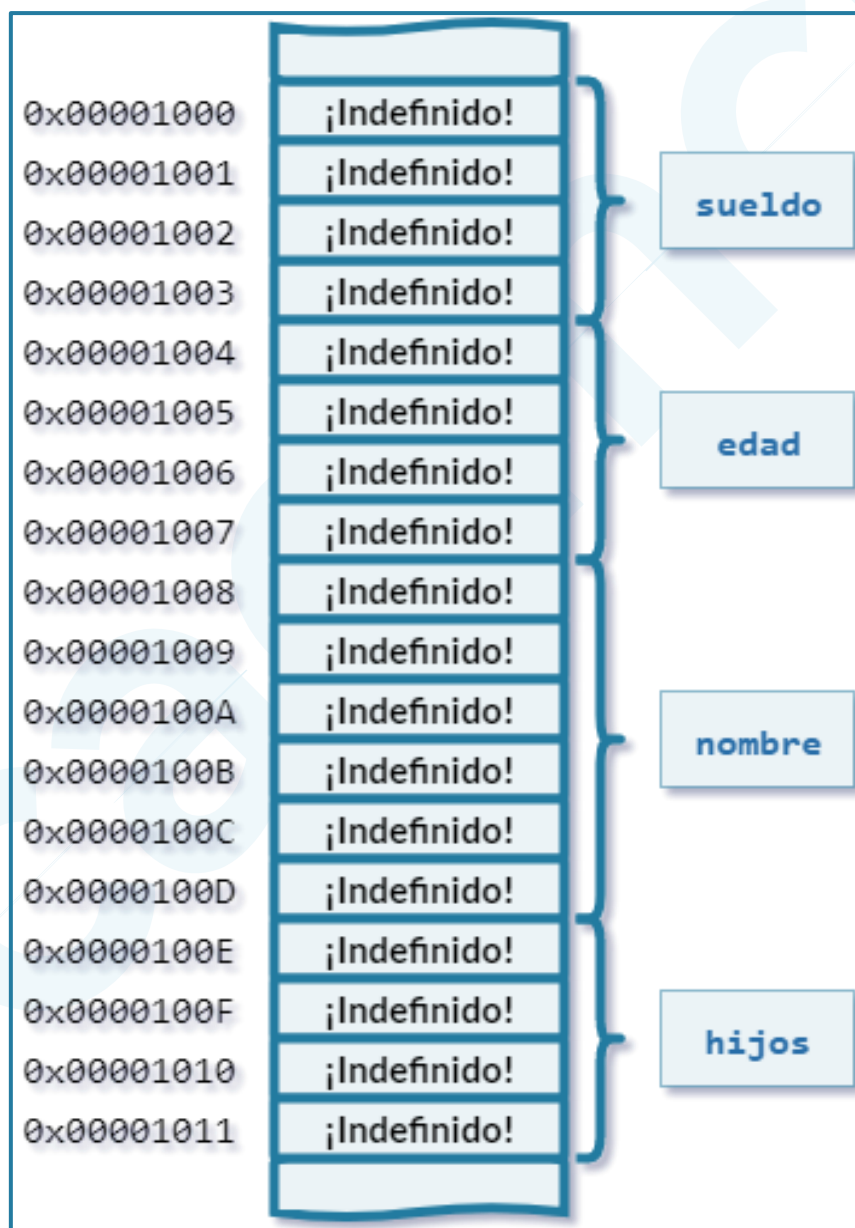 0x00001000 ¡Indefinido!
0x00001001 ¡Indefinido!
sueldo
0x00001002 ¡Indefinido!
0x00001003 ¡Indefinido!
0x00001004 ¡Indefinido!
0x00001005 ¡Indefinido!
edad
0x00001006 ¡Indefinido!
0x00001007 ¡Indefinido!
0x00001008 ¡Indefinido!
0x00001009 ¡Indefinido!
0x0000100A ¡Indefinido!
nombre
0x0000100B ¡Indefinido!
0x0000100C ¡Indefinido!
0x0000100D ¡Indefinido!
0x0000100E ¡Indefinido!
0x0000100F ¡Indefinido!
hijos
0x00001010 ¡Indefinido!
0x00001011 ¡Indefinido!